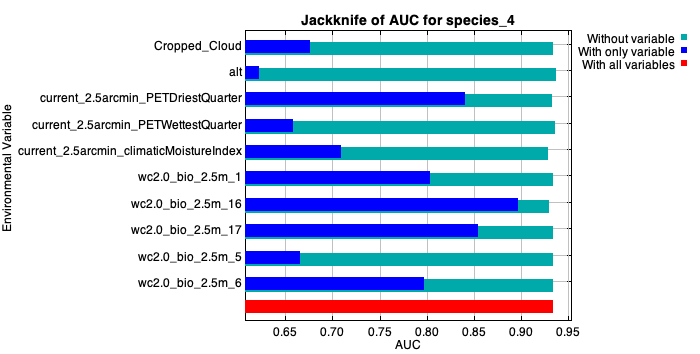 Jackknife of AUC for species_4
Without variable
With only variable
With all variables
Environmental Variable
Cropped_Cloud
alt
current_2.5arcmin_PETDriestQuarter
current_2.5arcmin_PETWettestQuarter
current_2.5arcmin_climaticMoistureIndex
wc2.0_bio_2.5m_1
wc2.0_bio_2.5m_16
wc2.0_bio_2.5m_17
wc2.0_bio_2.5m_5
wc2.0_bio_2.5m_6
0.65 0.70 0.75 0.80 0.85 0.90 0.95
AUC